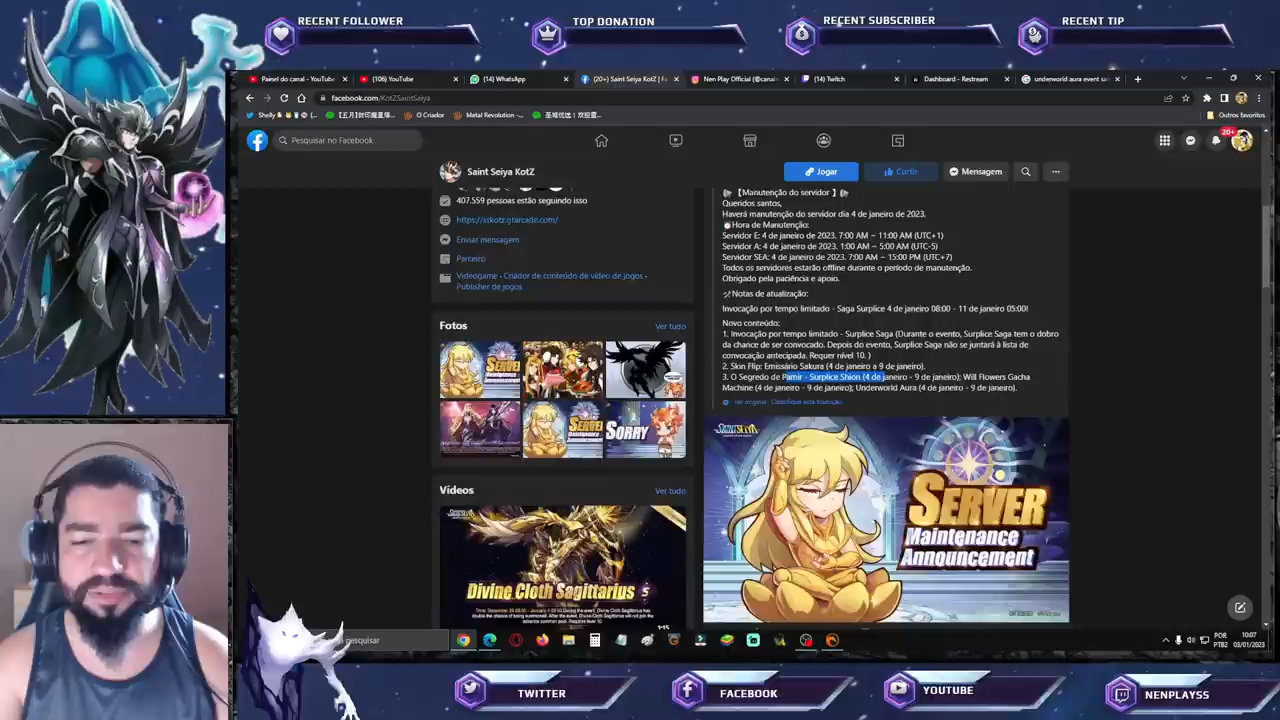 RECENT FOLLOWER
TOP DONATION
RECENT SUBSCRIBER
RECENT TIP
Painel do canal - YouTube
(106) YouTube
(14) WhatsApp
(20+) Saint Seiya KotZ | Fa
Nen Play Official (@canal
(14) Twitch
Dashboard - Restream
underworld aura event sa
facebook.com/KotZSaintSeiya
O Criador
Metal Revolution -...
Outros favoritos
Pesquisar no Facebook
20+
Saint Seiya KotZ
Jogar
Curtir
Mensagem
407.559 pessoas estão seguindo isso
https://sskotz.gtarcade.com/
Enviar mensagem
Parceiro
Videogame · Criador de conteúdo de vídeo de jogos ·
Publisher de jogos
Fotos
Ver tudo
SERVER
Maintenance
Announcement
SORRY
Vídeos
Ver tudo
Divine Cloth Sagittarius
【Manutenção do servidor 】
Queridos santos,
Haverá manutenção do servidor dia 4 de janeiro de 2023.
Hora de Manutenção:
Servidor E: 4 de janeiro de 2023. 7:00 AM ~ 11:00 AM (UTC+1)
Servidor A: 4 de janeiro de 2023. 1:00 AM ~ 5:00 AM (UTC-5)
Servidor SEA: 4 de janeiro de 2023. 7:00 AM ~ 15:00 PM (UTC+7)
Todos os servidores estarão offline durante o período de manutenção.
Obrigado pela paciência e apoio.
Notas de atualização:
Invocação por tempo limitado - Saga Surplice 4 de janeiro 08:00 - 11 de janeiro 05:00!
Novo conteúdo:
1. Invocação por tempo limitado - Surplice Saga (Durante o evento, Surplice Saga tem o dobro
da chance de ser convocado. Depois do evento, Surplice Saga não se juntará à lista de
convocação antecipada. Requer nível 10. )
2. Skin Flip: Emissário Sakura (4 de janeiro a 9 de janeiro).
3. O Segredo de Pamir - Surplice Shion (4 de janeiro - 9 de janeiro); Will Flowers Gacha
Machine (4 de janeiro - 9 de janeiro); Underworld Aura (4 de janeiro - 9 de janeiro).
Ver original · Classifique esta tradução
SAINT SEIYA
SERVER
Maintenance
Announcement
pesquisar
POR
PTB2
10:07
03/01/2023
TWITTER
FACEBOOK
YOUTUBE
NENPLAYSS